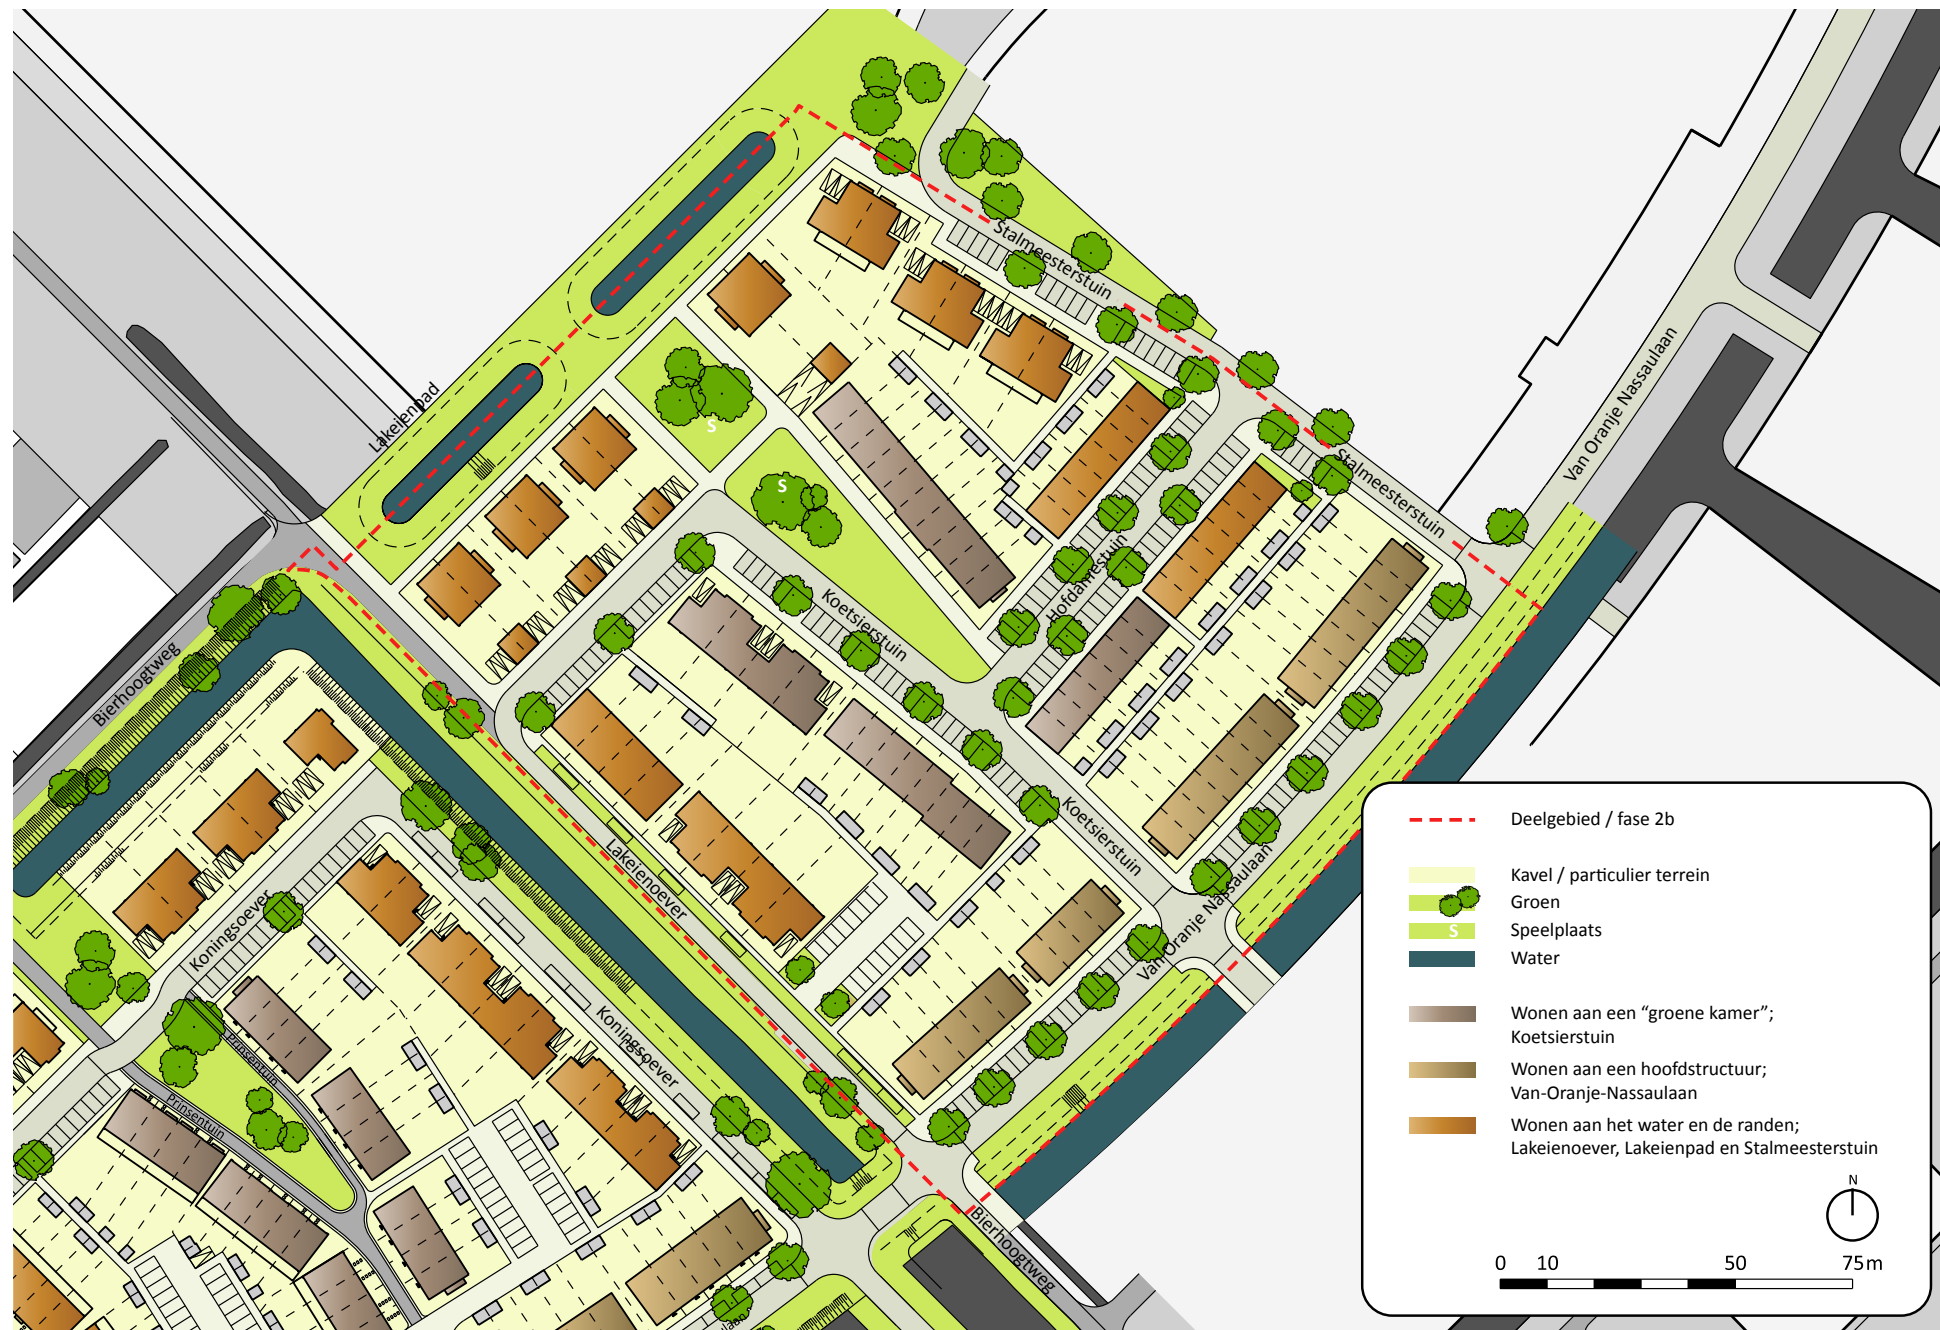 Stalmeesterstuin
Van Oranje Nassaulaan
Lakeienpad
S
S
Stalmeesterstuin
Koetsierstuin
Hofdamestuin
Bierhoogtweg
Koetsierstuin
Lakeienoever
Van Oranje Nassaulaan
Koningsoever
Koningsoever
Prinsentuin
Prinsentuin
Bierhoogtweg
Deelgebied / fase 2b
Kavel / particulier terrein
Groen
S Speelplaats
Water
Wonen aan een “groene kamer”;
Koetsierstuin
Wonen aan een hoofdstructuur;
Van-Oranje-Nassaulaan
Wonen aan het water en de randen;
Lakeienoever, Lakeienpad en Stalmeesterstuin
N
0 10 50 75m